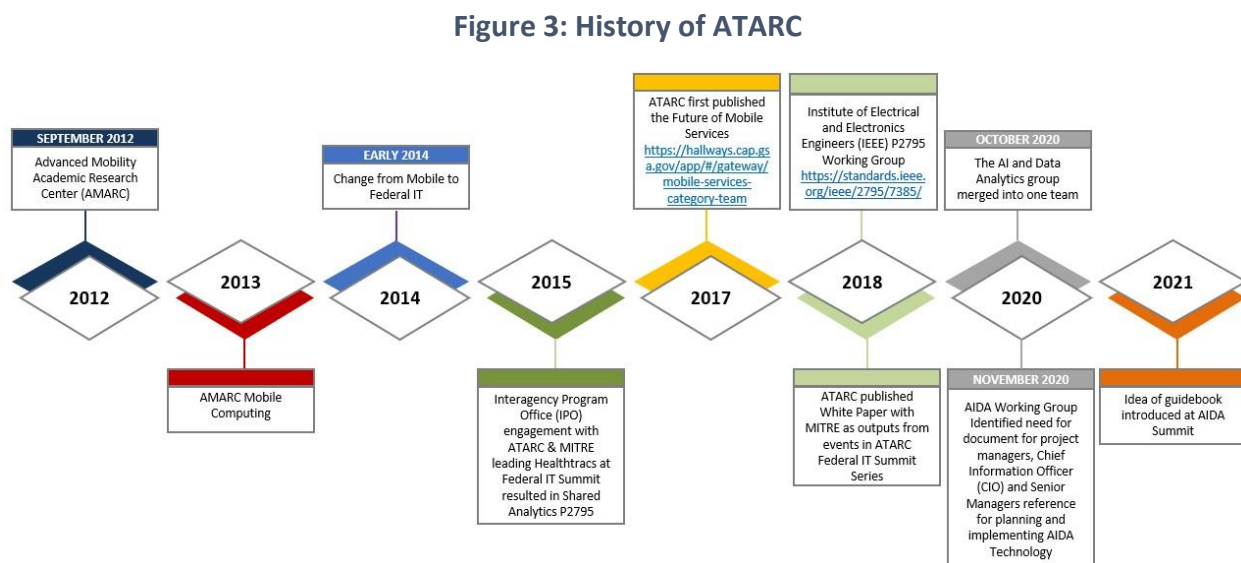 Figure 3: History of ATARC
SEPTEMBER 2012
Advanced Mobility
Academic Research
Center (AMARC)
2012
2013
AMARC Mobile
Computing
EARLY 2014
Change from Mobile to
Federal IT
2014
2015
Interagency Program
Office (IPO)
engagement with
ATARC & MITRE
leading Healthtracs at
Federal IT Summit
resulted in Shared
Analytics P2795
ATARC first published
the Future of Mobile
Services
https://hallways.cap.gs
a.gov/app/#/gateway/
mobile-services-
category-team
2017
Institute of Electrical
and Electronics
Engineers (IEEE) P2795
Working Group
https://standards.ieee.
org/ieee/2795/7385/
2018
ATARC published
White Paper with
MITRE as outputs from
events in ATARC
Federal IT Summit
Series
OCTOBER 2020
The AI and Data
Analytics group
merged into one team
2020
NOVEMBER 2020
AIDA Working Group
Identified need for
document for project
managers, Chief
Information Officer
(CIO) and Senior
Managers reference
for planning and
implementing AIDA
Technology
2021
Idea of guidebook
introduced at AIDA
Summit